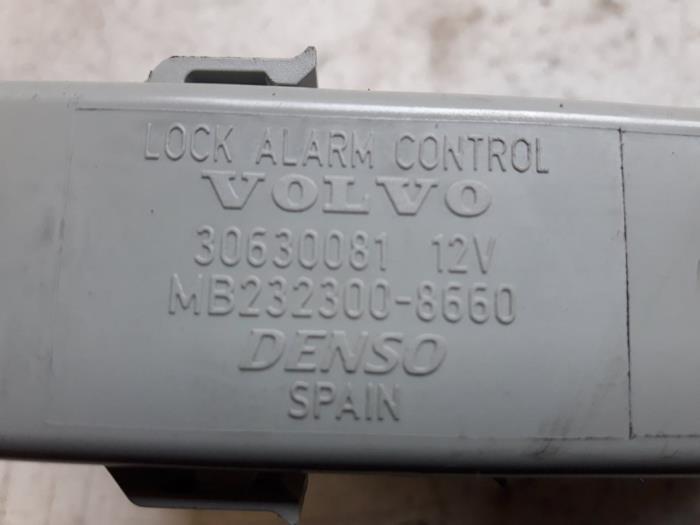 LOCK ALARM CONTROL
VOLVO
30630081 12V
MB232300-8660
DENSO
SPAIN